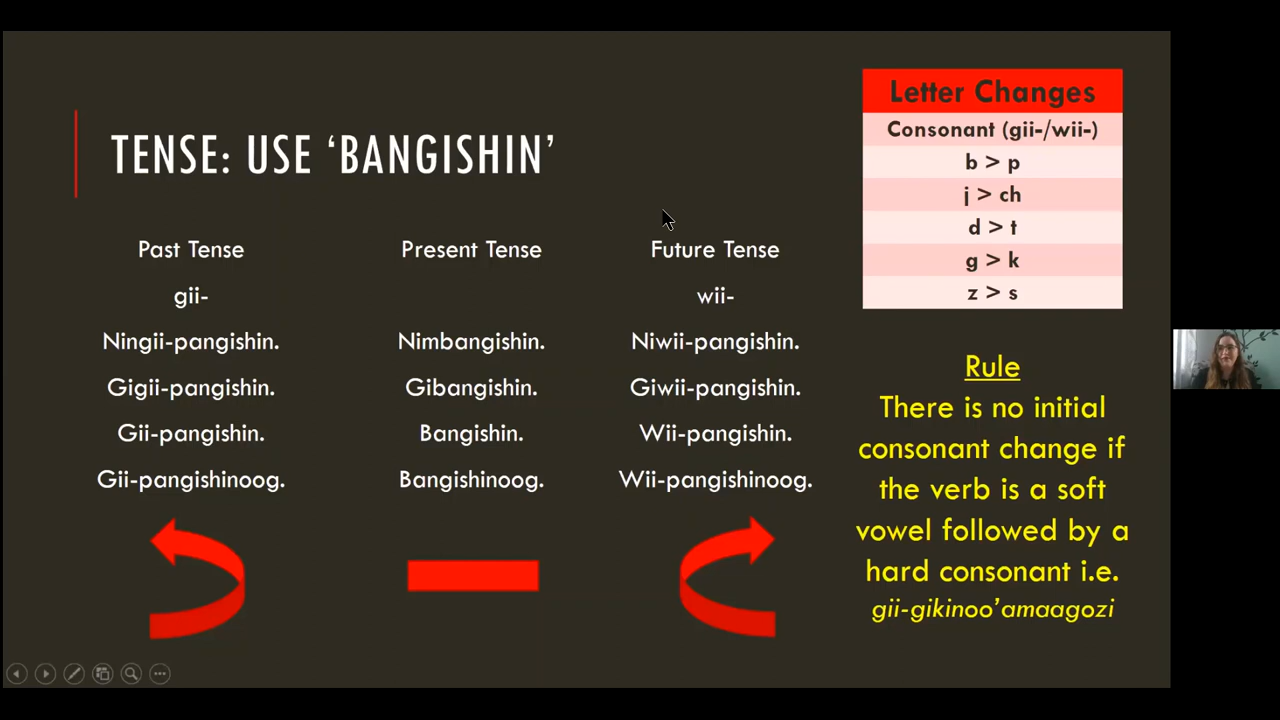 TENSE: USE ‘BANGISHIN’
Past Tense
gii-
Ningii-pangishin.
Gigii-pangishin.
Gii-pangishin.
Gii-pangishinoog.
Present Tense
Nimbangishin.
Gibangishin.
Bangishin.
Bangishinoog.
Future Tense
wii-
Niwii-pangishin.
Giwii-pangishin.
Wii-pangishin.
Wii-pangishinoog.
Letter Changes
Consonant (gii-/wii-)
b > p
j > ch
d > t
g > k
z > s
Rule
There is no initial
consonant change if
the verb is a soft
vowel followed by a
hard consonant i.e.
gii-gikinoo’amaagozi